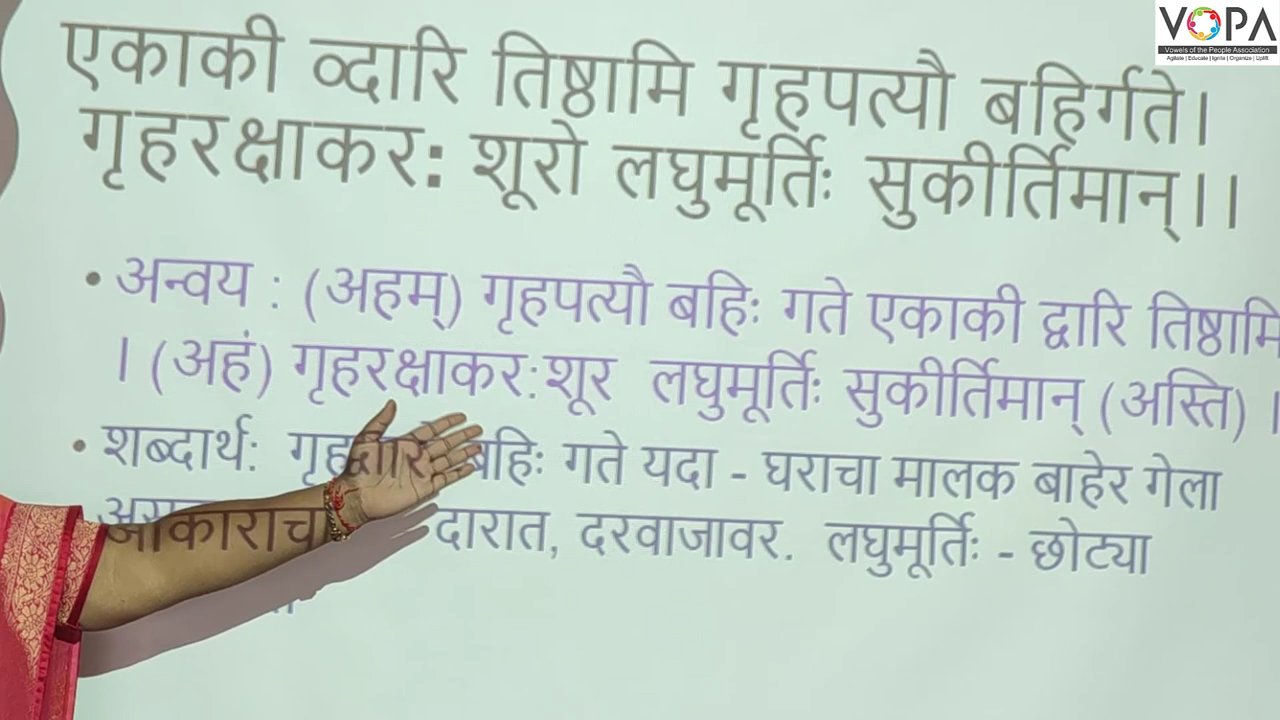 एकाकी व्दारि तिष्ठामि गृहपत्यौ बहिर्गते।
गृहरक्षाकर: शूरो लघुमूर्तिः सुकीर्तिमान्।।
• अन्वय : (अहम्) गृहपत्यौ बहिः गते एकाकी द्वारि तिष्ठामि
। (अहं) गृहरक्षाकर: शूर लघुमूर्तिः सुकीर्तिमान् (अस्ति) ।
• शब्दार्थ: बहिः गते यदा - घराचा मालक बाहेर गेला
दारात, दरवाजावर. लघुमूर्तिः - छोट्या
VOPA
Vowels of the People Association
Agitate | Educate | Ignite | Organize | Uplift